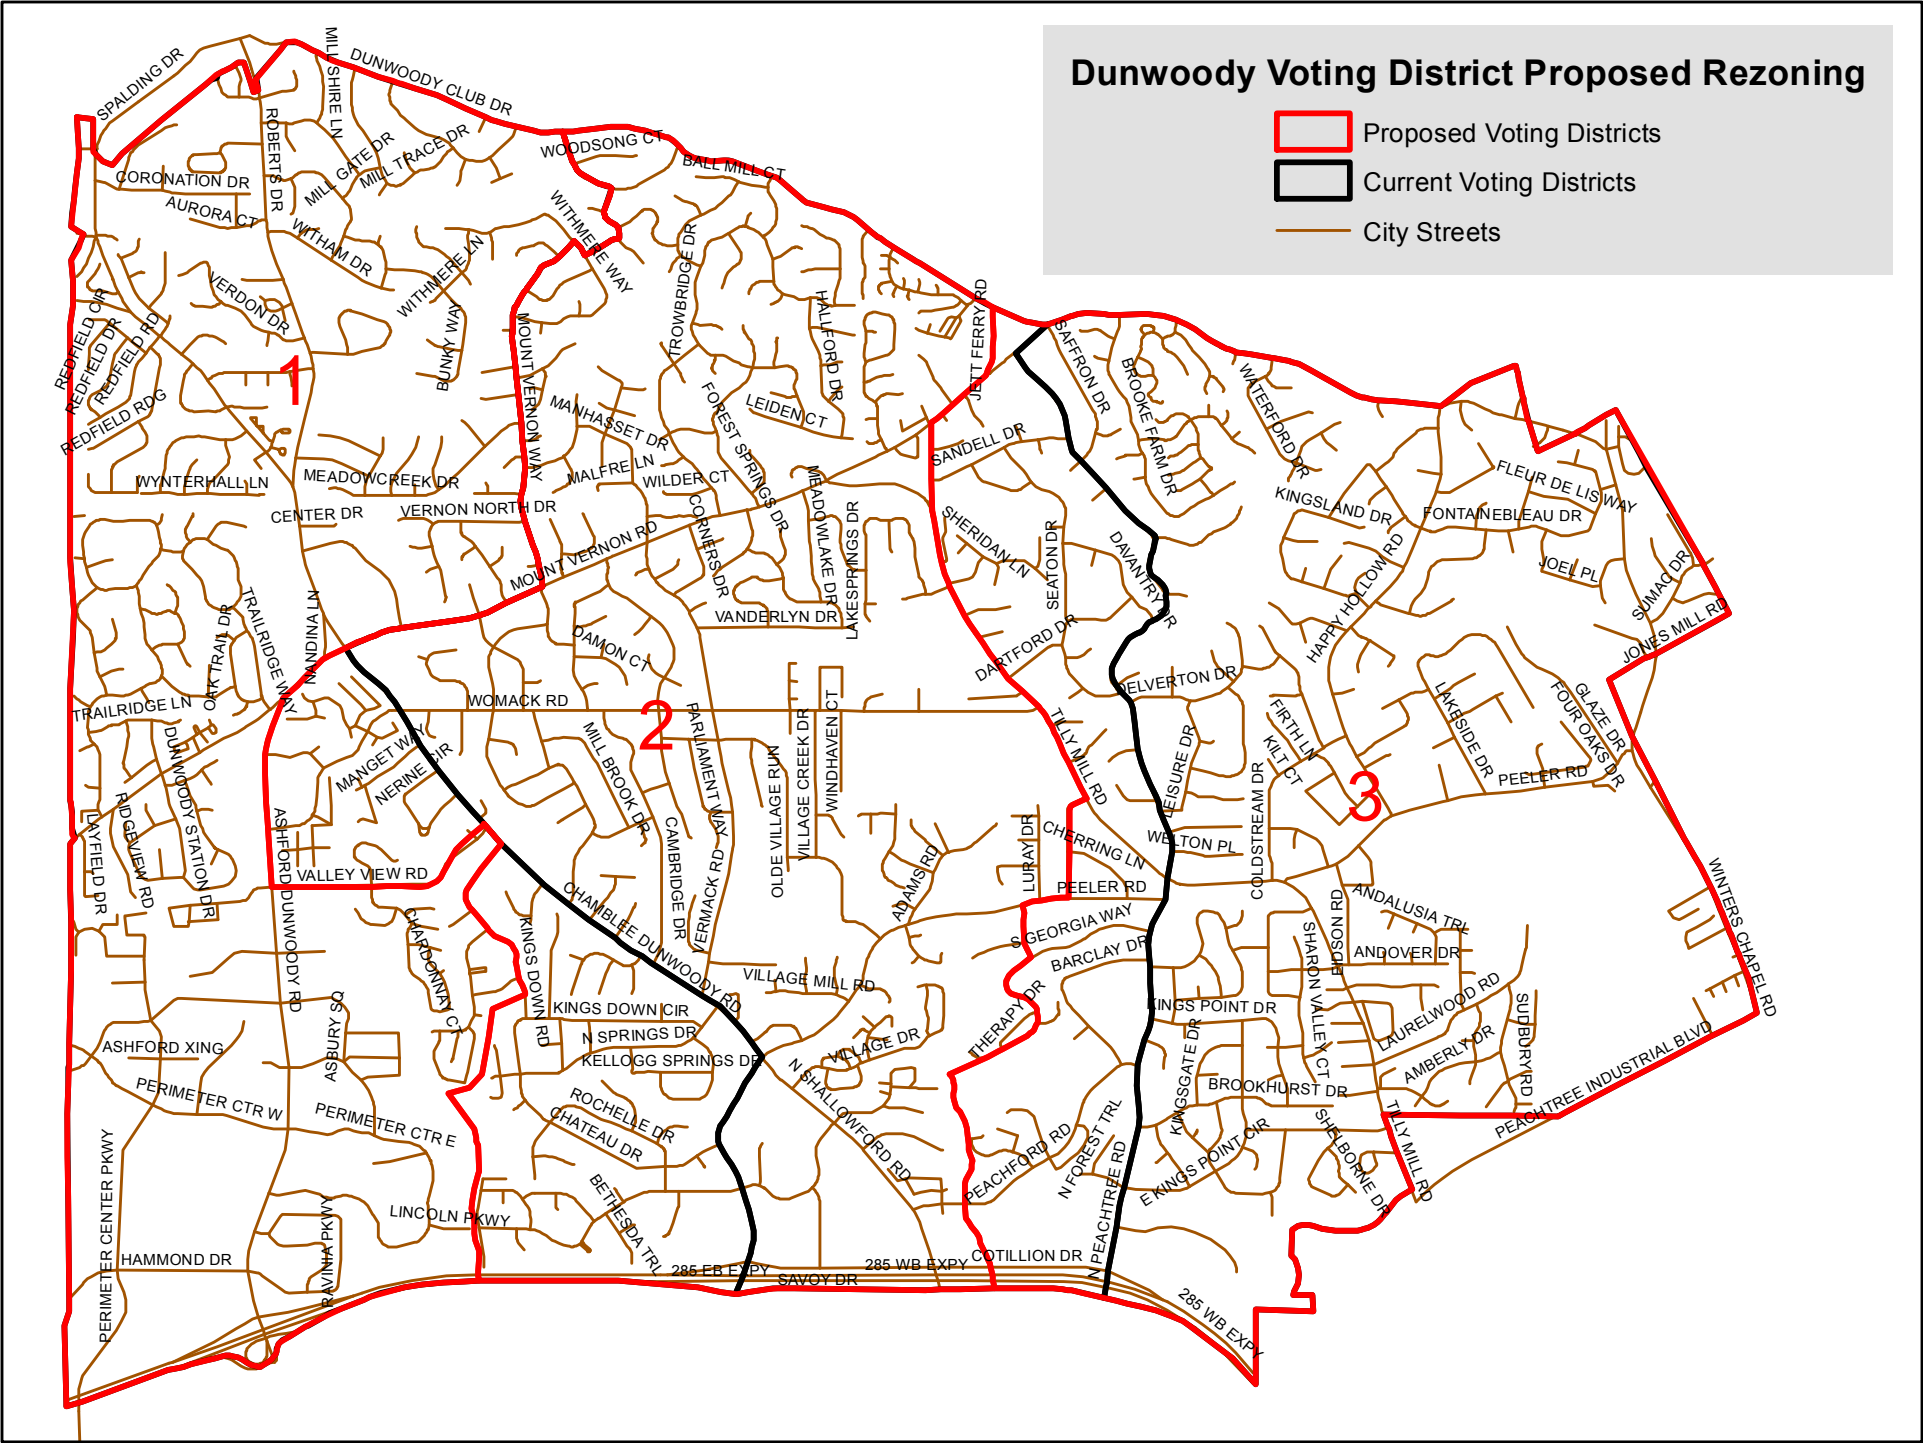 Dunwoody Voting District Proposed Rezoning
Proposed Voting Districts
Current Voting Districts
City Streets
SPALDING DR
MILL SHIRE LN
DUNWOODY CLUB DR
ROBERTS DR
MILL GATE DR
MILL TRACE DR
WOODSONG CT
BALL MILL CT
CORONATION DR
AURORA CT
WITHAM DR
WITHMERE LN
WITHMERE WAY
TROWBRIDGE DR
VERDON DR
BUNKY WAY
MOUNT VERNON WAY
HALLFORD DR
JETT FERRY RD
SAFFRON DR
BROOKE FARM DR
WATERFORD DR
REDFIELD CIR
REDFIELD DR
REDFIELD RD
REDFIELD RDG
1
MANHASSET DR
FOREST SPRINGS DR
LEIDEN CT
SANDELL DR
MALFRE LN
WILDER CT
WYNTERHALL LN
MEADOWCREEK DR
CENTER DR
VERNON NORTH DR
MOUNT VERNON RD
CORNERS DR
MEADOWLAKE DR
LAKESPRINGS DR
SHERIDAN LN
SEATON DR
DAVANTRY DR
KINGSLAND DR
FLEUR DE LIS WAY
FONTAINEBLEAU DR
JOEL PL
SUMAC DR
JONES MILL RD
HAPPY HOLLOW RD
OAK TRAIL DR
TRAILRIDGE WAY
NANDINA LN
VANDERLYN DR
DAMON CT
DARTFORD DR
DELVERTON DR
TRAILRIDGE LN
WOMACK RD
2
PARLIAMENT WAY
WINDHAVEN CT
VILLAGE CREEK DR
OLDE VILLAGE RUN
TILLY MILL RD
LEISURE DR
FIRTH LN
KILT CT
LAKESIDE DR
GLAZE DR
FOUR OAKS DR
PEELER RD
3
DUNWOODY STATION DR
MANGET WAY
NERINE CIR
MILL BROOK DR
LAYFIELD DR
RIDGEVIEW RD
ASHFORD DUNWOODY RD
VALLEY VIEW RD
CAMBRIDGE DR
VERMACK RD
ADAMS RD
LURAY DR
CHERRING LN
WELTON PL
COLDSTREAM DR
PEELER RD
CHARDONNAY CT
KINGS DOWN RD
CHAMBLEE DUNWOODY RD
S GEORGIA WAY
BARCLAY DR
EIDSON RD
ANDALUSIA TRL
ANDOVER DR
WINTERS CHAPEL RD
VILLAGE MILL RD
KINGS DOWN CIR
N SPRINGS DR
KELLOGG SPRINGS DR
VILLAGE DR
THERAPY DR
KINGS POINT DR
SHARON VALLEY CT
LAURELWOOD RD
AMBERLY DR
SUDBURY RD
ASBURY SQ
ASHFORD XING
PERIMETER CTR W
PERIMETER CTR E
ROCHELLE DR
CHATEAU DR
N SHALLOWFORD RD
KINGSGATE DR
BROOKHURST DR
PEACHTREE INDUSTRIAL BLVD
PERIMETER CENTER PKWY
LINCOLN PKWY
BETHESDA TRL
PEACHFORD RD
N FOREST TRL
E KINGS POINT CIR
SHELBORNE DR
TILLY MILL RD
HAMMOND DR
RAVINIA PKWY
285 EB EXPY
SAVOY DR
285 WB EXPY
COTILLION DR
N PEACHTREE RD
285 WB EXPY